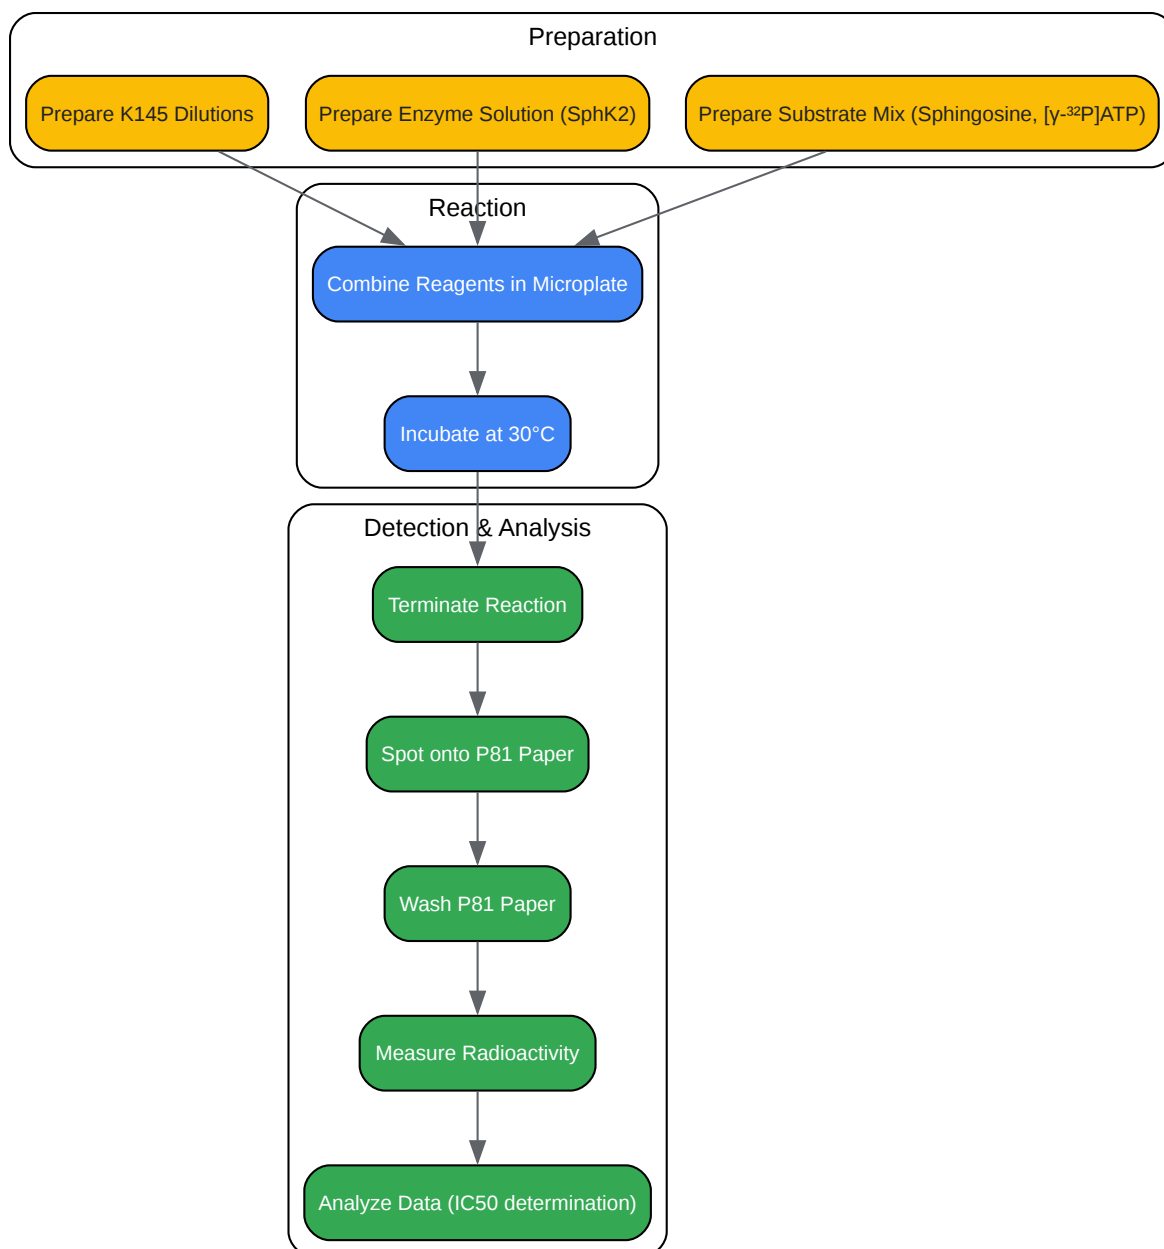 Preparation
Prepare K145 Dilutions
Prepare Enzyme Solution (SphK2)
Prepare Substrate Mix (Sphingosine, [γ-³²P]ATP)
Reaction
Combine Reagents in Microplate
Incubate at 30°C
Detection & Analysis
Terminate Reaction
Spot onto P81 Paper
Wash P81 Paper
Measure Radioactivity
Analyze Data (IC50 determination)